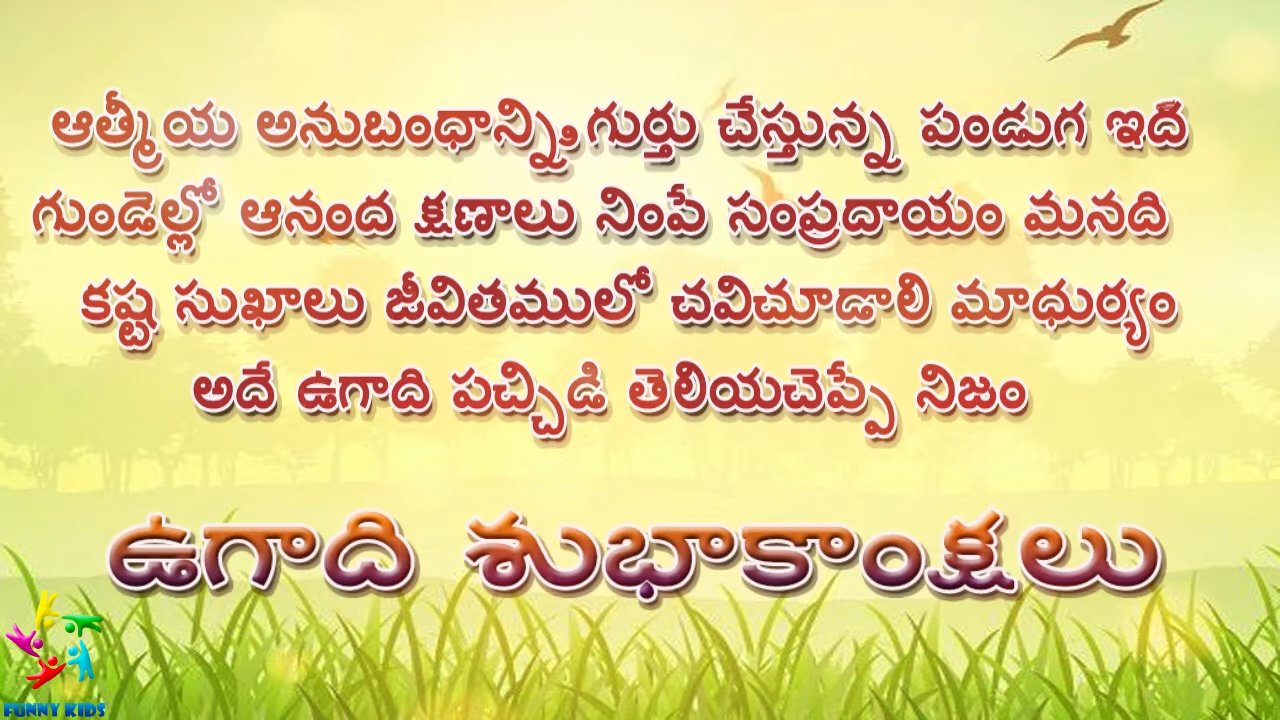 ఆత్మీయ అనుబంధాన్ని గుర్తు చేస్తున్న పండుగ ఇదే
గుండెల్లో ఆనంద క్షణాలు నింపే సంప్రదాయం మనది
కష్ట సుఖాలు జీవితములో చవిచూడాలి మాధుర్యం
అదే ఉగాది పచ్చిడి తెలియచెప్పే నిజం
ఉగాది శుభాకాంక్షలు
FUNNY KIDS